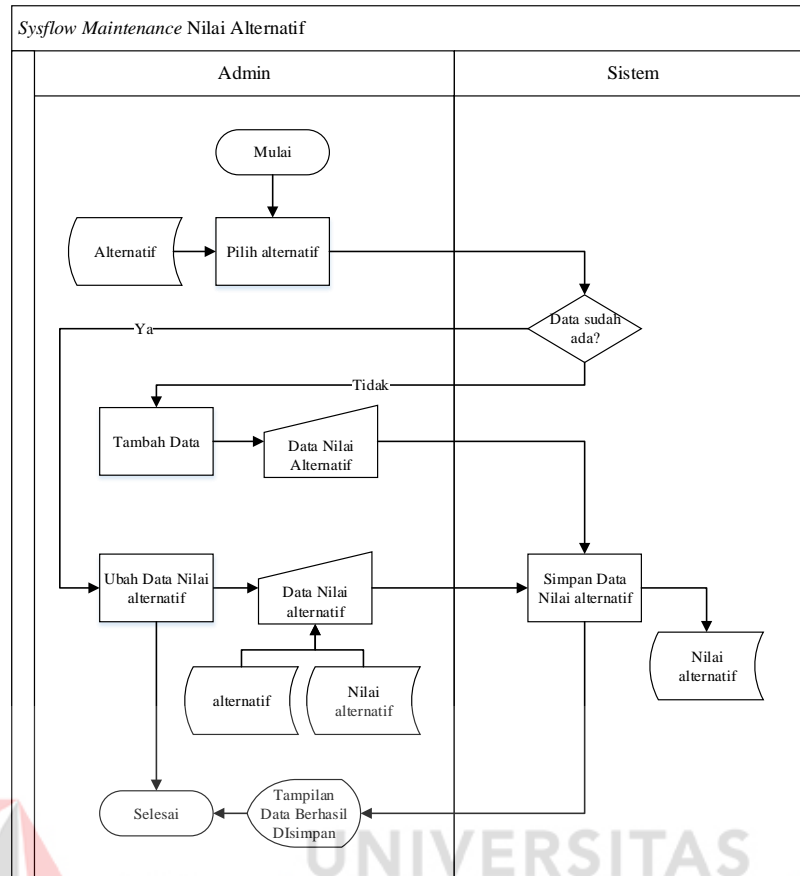 Sysflow Maintenance Nilai Alternatif
Admin
Sistem
Mulai
Alternatif
Pilih alternatif
Data sudah
ada?
Ya
Tidak
Tambah Data
Data Nilai
Alternatif
Ubah Data Nilai
alternatif
Data Nilai
alternatif
Simpan Data
Nilai alternatif
alternatif
Nilai
alternatif
Nilai
alternatif
Selesai
Tampilan
Data Berhasil
DIsimpan
UNIVERSITAS